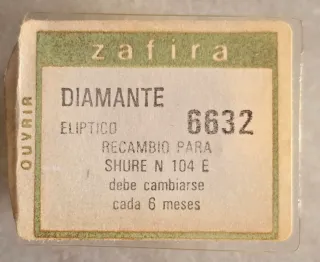 zafira
OUVRIR
DIAMANTE
ELIPTICO 6632
RECAMBIO PARA
SHURE N 104 E
debe cambiarse
cada 6 meses